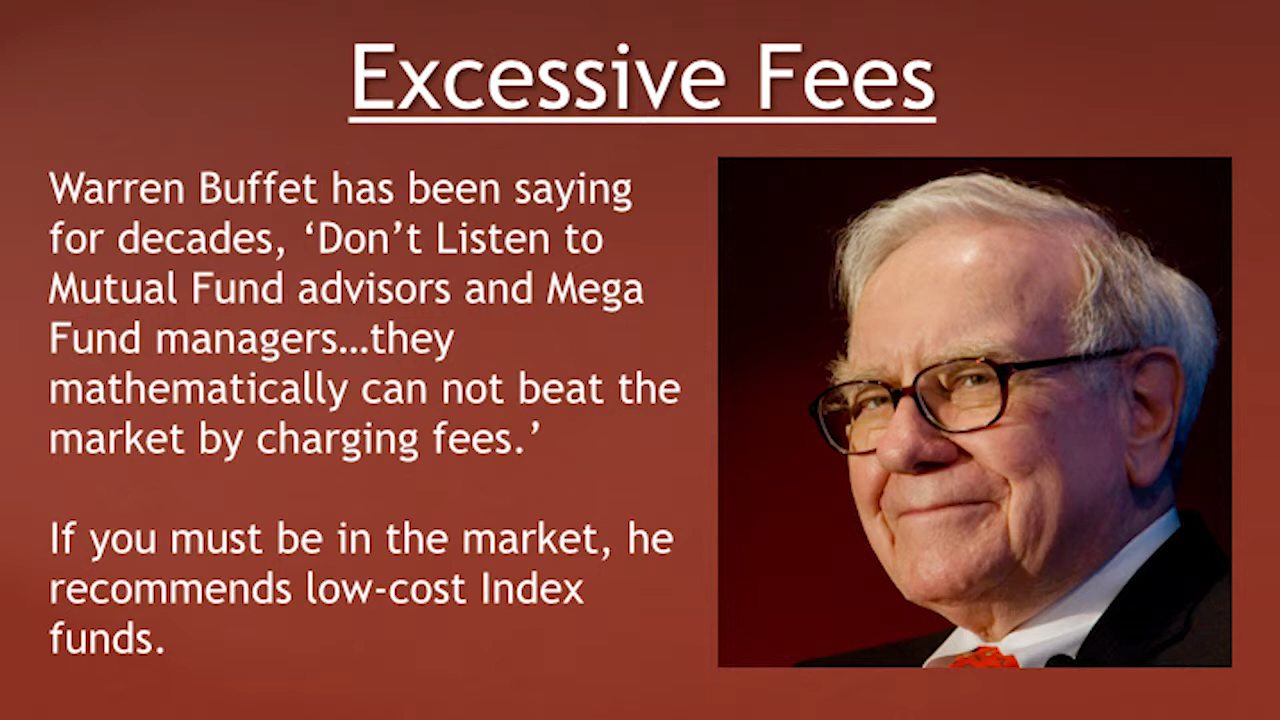 Excessive Fees
Warren Buffet has been saying
for decades, ‘Don’t Listen to
Mutual Fund advisors and Mega
Fund managers…they
mathematically can not beat the
market by charging fees.’
If you must be in the market, he
recommends low-cost Index
funds.